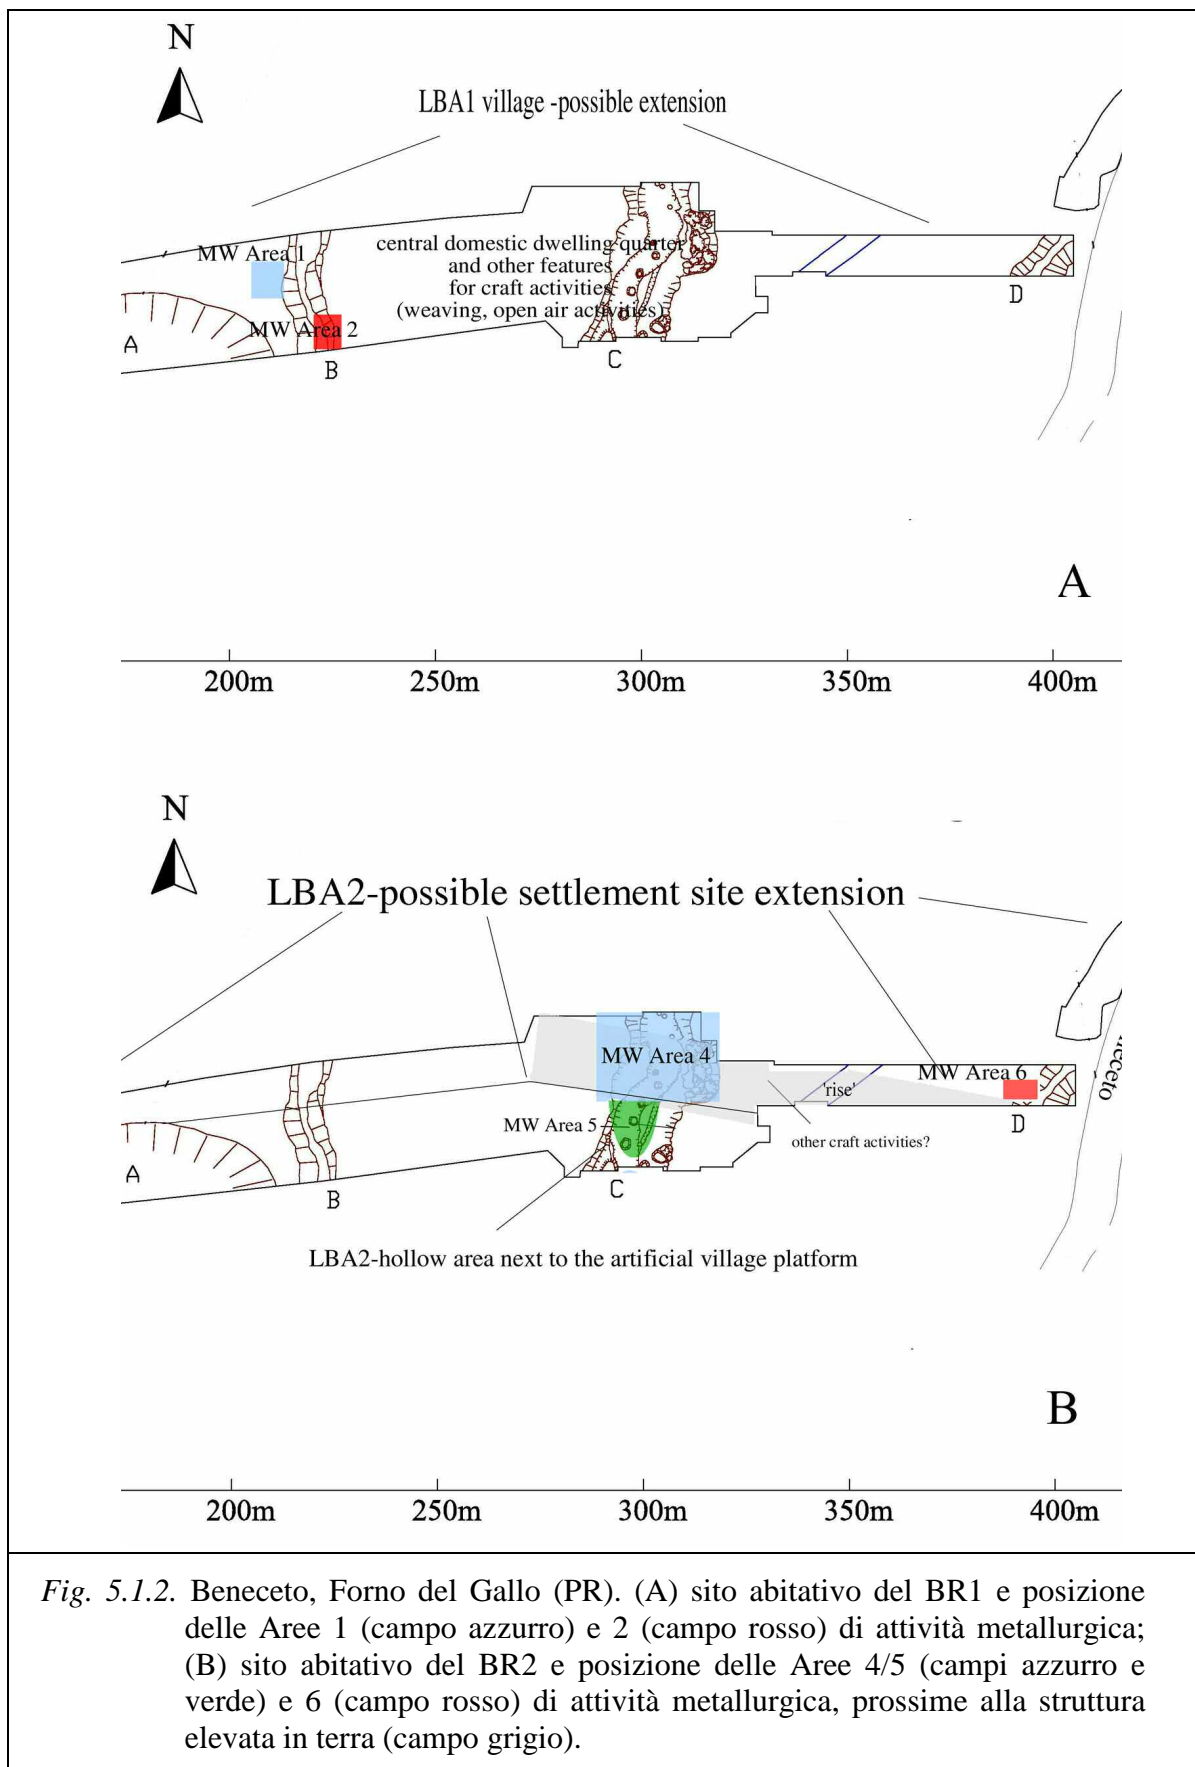 N
LBA1 village -possible extension
MW Area 1
central domestic dwelling quarter
and other features
for craft activities
(weaving, open air activities)
MW Area 2
A
B
C
D
A
200m 250m 300m 350m 400m
N
LBA2-possible settlement site extension
MW Area 4
MW Area 6
'rise'
neceto
MW Area 5
other craft activities?
A
B
C
D
LBA2-hollow area next to the artificial village platform
B
200m 250m 300m 350m 400m
Fig. 5.1.2. Beneceto, Forno del Gallo (PR). (A) sito abitativo del BR1 e posizione
delle Aree 1 (campo azzurro) e 2 (campo rosso) di attività metallurgica;
(B) sito abitativo del BR2 e posizione delle Aree 4/5 (campi azzurro e
verde) e 6 (campo rosso) di attività metallurgica, prossime alla struttura
elevata in terra (campo grigio).